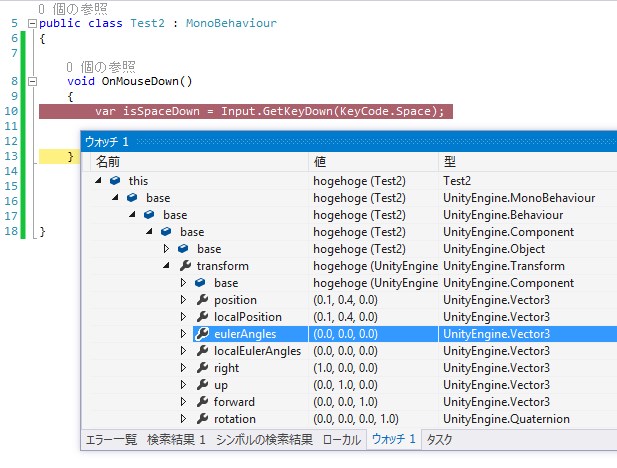 0 個の参照
5 public class Test2 : MonoBehaviour
6 {
7
0 個の参照
8 void OnMouseDown()
9 {
10 var isSpaceDown = Input.GetKeyDown(KeyCode.Space);
11
12
13 }
14
15
16
17
18 }
ウォッチ 1
名前 値 型
this hogehoge (Test2) Test2
base hogehoge (Test2) UnityEngine.MonoBehaviour
base hogehoge (Test2) UnityEngine.Behaviour
base hogehoge (Test2) UnityEngine.Component
base hogehoge (Test2) UnityEngine.Object
transform hogehoge (UnityEngine UnityEngine.Transform
base hogehoge (UnityEngine UnityEngine.Component
position (0.1, 0.4, 0.0) UnityEngine.Vector3
localPosition (0.1, 0.4, 0.0) UnityEngine.Vector3
eulerAngles (0.0, 0.0, 0.0) UnityEngine.Vector3
localEulerAngles (0.0, 0.0, 0.0) UnityEngine.Vector3
right (1.0, 0.0, 0.0) UnityEngine.Vector3
up (0.0, 1.0, 0.0) UnityEngine.Vector3
forward (0.0, 0.0, 1.0) UnityEngine.Vector3
rotation (0.0, 0.0, 0.0, 1.0) UnityEngine.Quaternion
エラー一覧 検索結果 1 シンボルの検索結果 ローカル ウォッチ 1 タスク